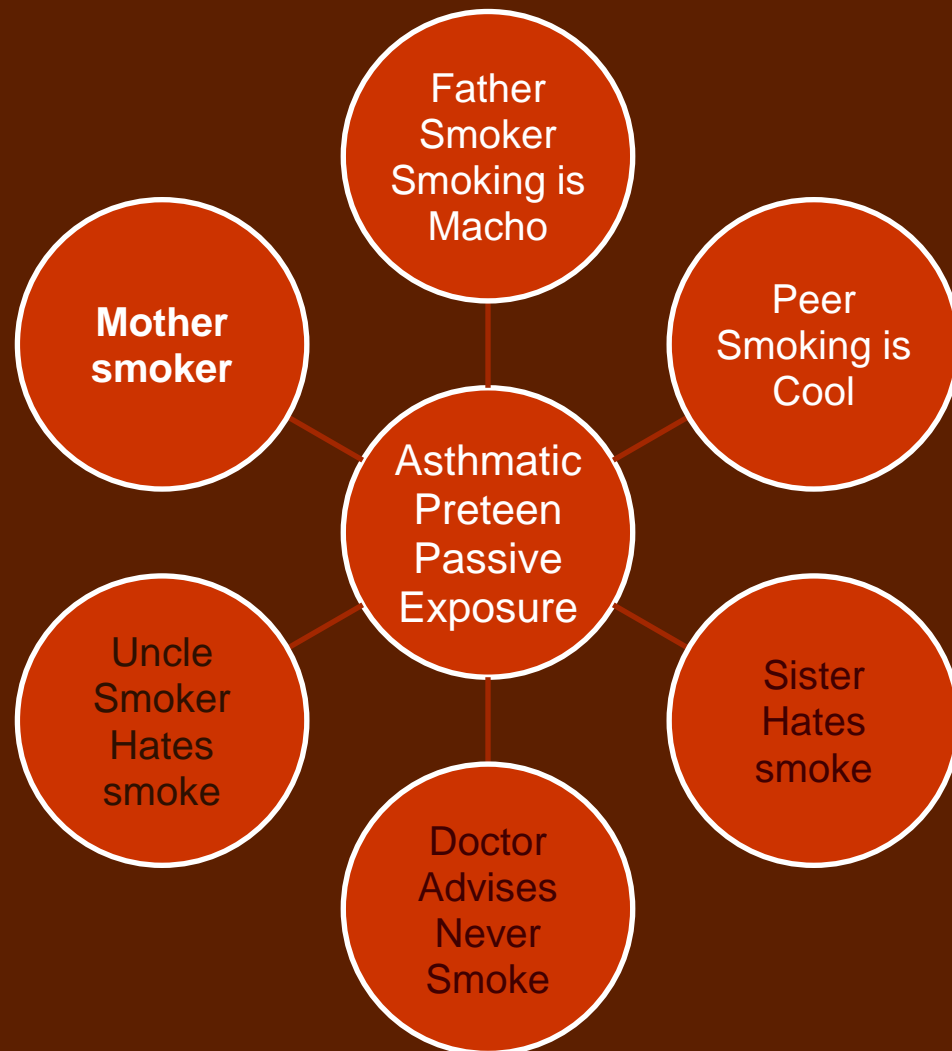 Father
Smoker
Smoking is
Macho
Peer
Smoking is
Cool
Sister
Hates
smoke
Doctor
Advises
Never
Smoke
Uncle
Smoker
Hates
smoke
Mother
smoker
Asthmatic
Preteen
Passive
Exposure